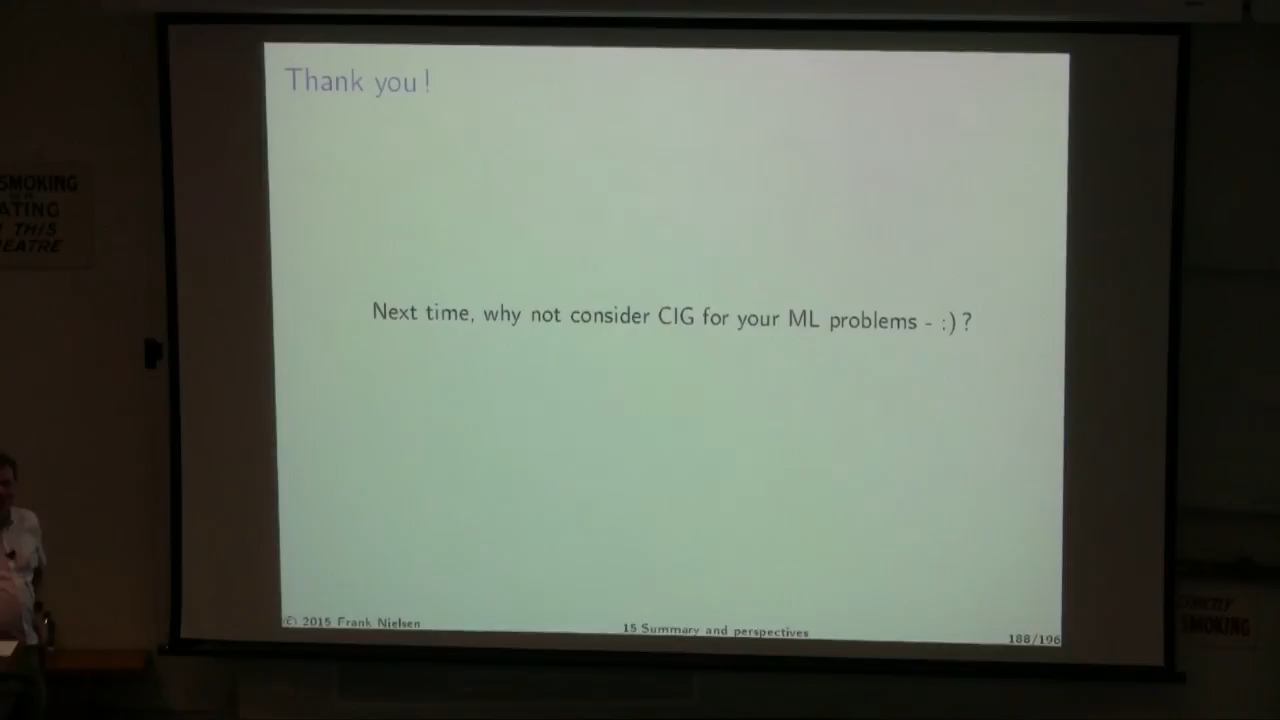 Thank you !
Next time, why not consider CIG for your ML problems - :) ?
© 2015 Frank Nielsen
15 Summary and perspectives
188/196
SMOKING
ATING
THIS
EATRE
SMOKING